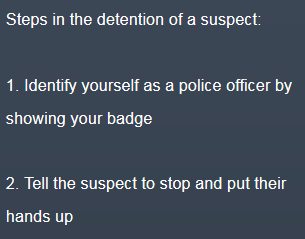 Steps in the detention of a suspect:
1. Identify yourself as a police officer by
showing your badge
2. Tell the suspect to stop and put their
hands up